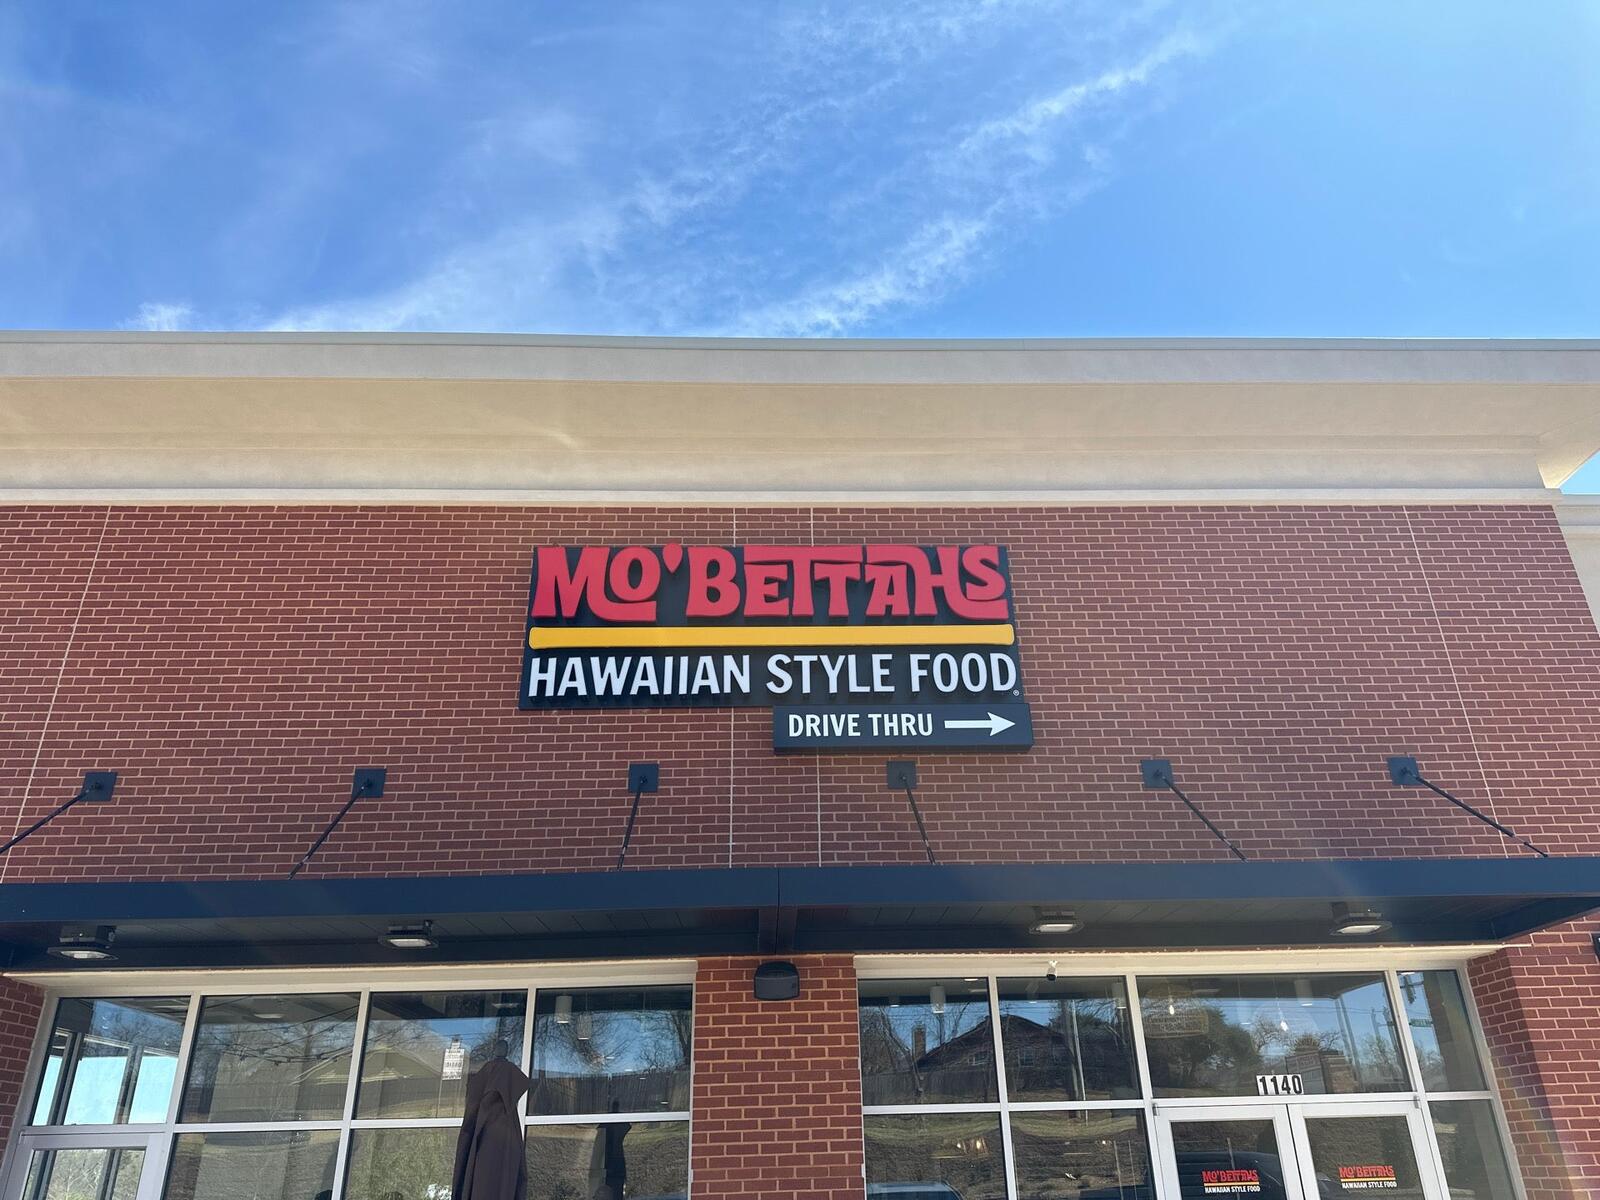 MO'BETTAHS
HAWAIIAN STYLE FOOD®
DRIVE THRU
1140
MO'BETTAHS
HAWAIIAN STYLE FOOD
MO'BETTAHS
HAWAIIAN STYLE FOOD